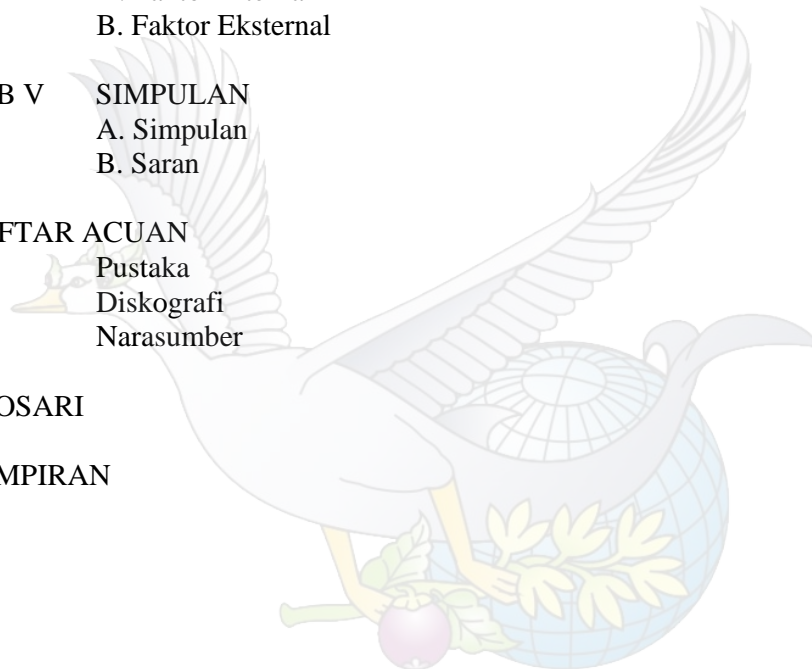 B. Faktor Eksternal
B V SIMPULAN
A. Simpulan
B. Saran
FTAR ACUAN
Pustaka
Diskografi
Narasumber
OSARI
MPIRAN